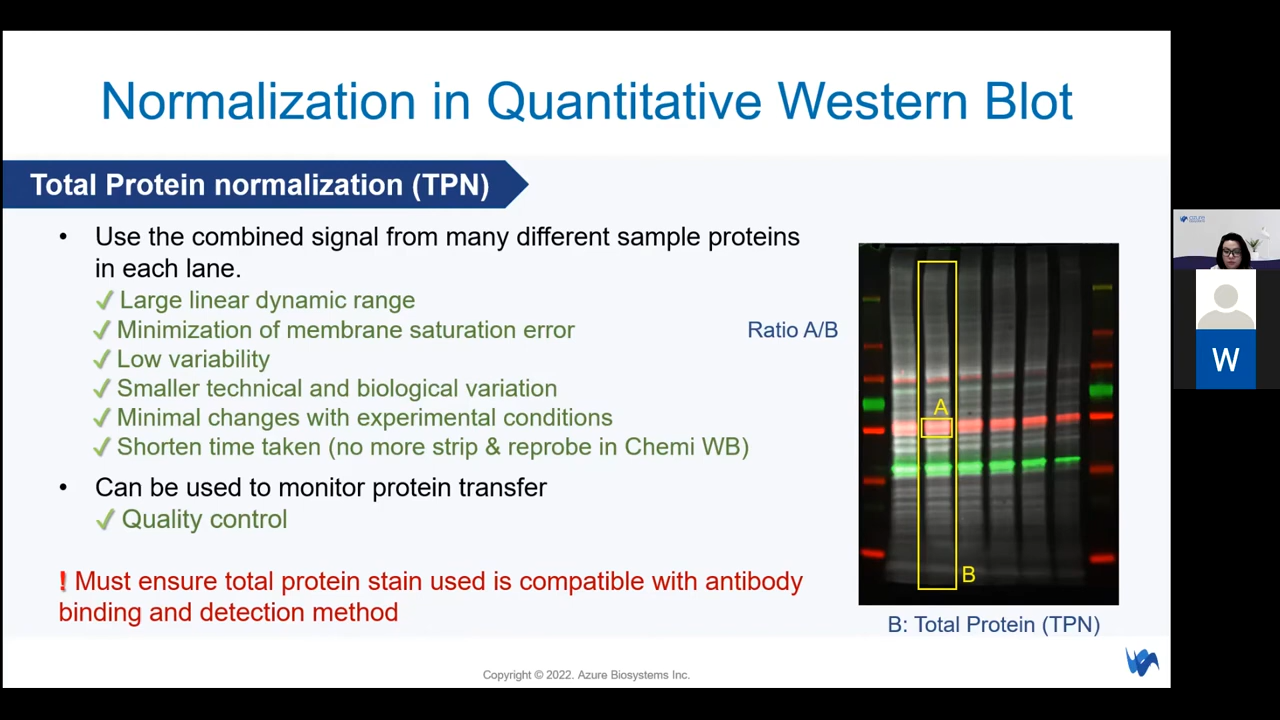 Normalization in Quantitative Western Blot
Total Protein normalization (TPN)
• Use the combined signal from many different sample proteins
in each lane.
✓ Large linear dynamic range
✓ Minimization of membrane saturation error
✓ Low variability
✓ Smaller technical and biological variation
✓ Minimal changes with experimental conditions
✓ Shorten time taken (no more strip & reprobe in Chemi WB)
• Can be used to monitor protein transfer
✓ Quality control
! Must ensure total protein stain used is compatible with antibody
binding and detection method
Ratio A/B
A
B
B: Total Protein (TPN)
Copyright © 2022. Azure Biosystems Inc.
W